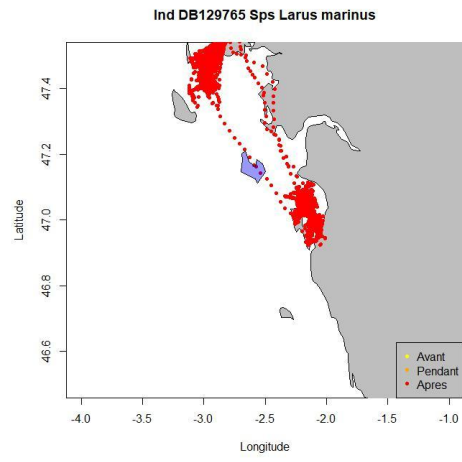 Ind DB129765 Sps Larus marinus
47.4
47.2
47.0
46.8
46.6
Latitude
-4.0 -3.5 -3.0 -2.5 -2.0 -1.5 -1.0
Longitude
Avant
Pendant
Apres